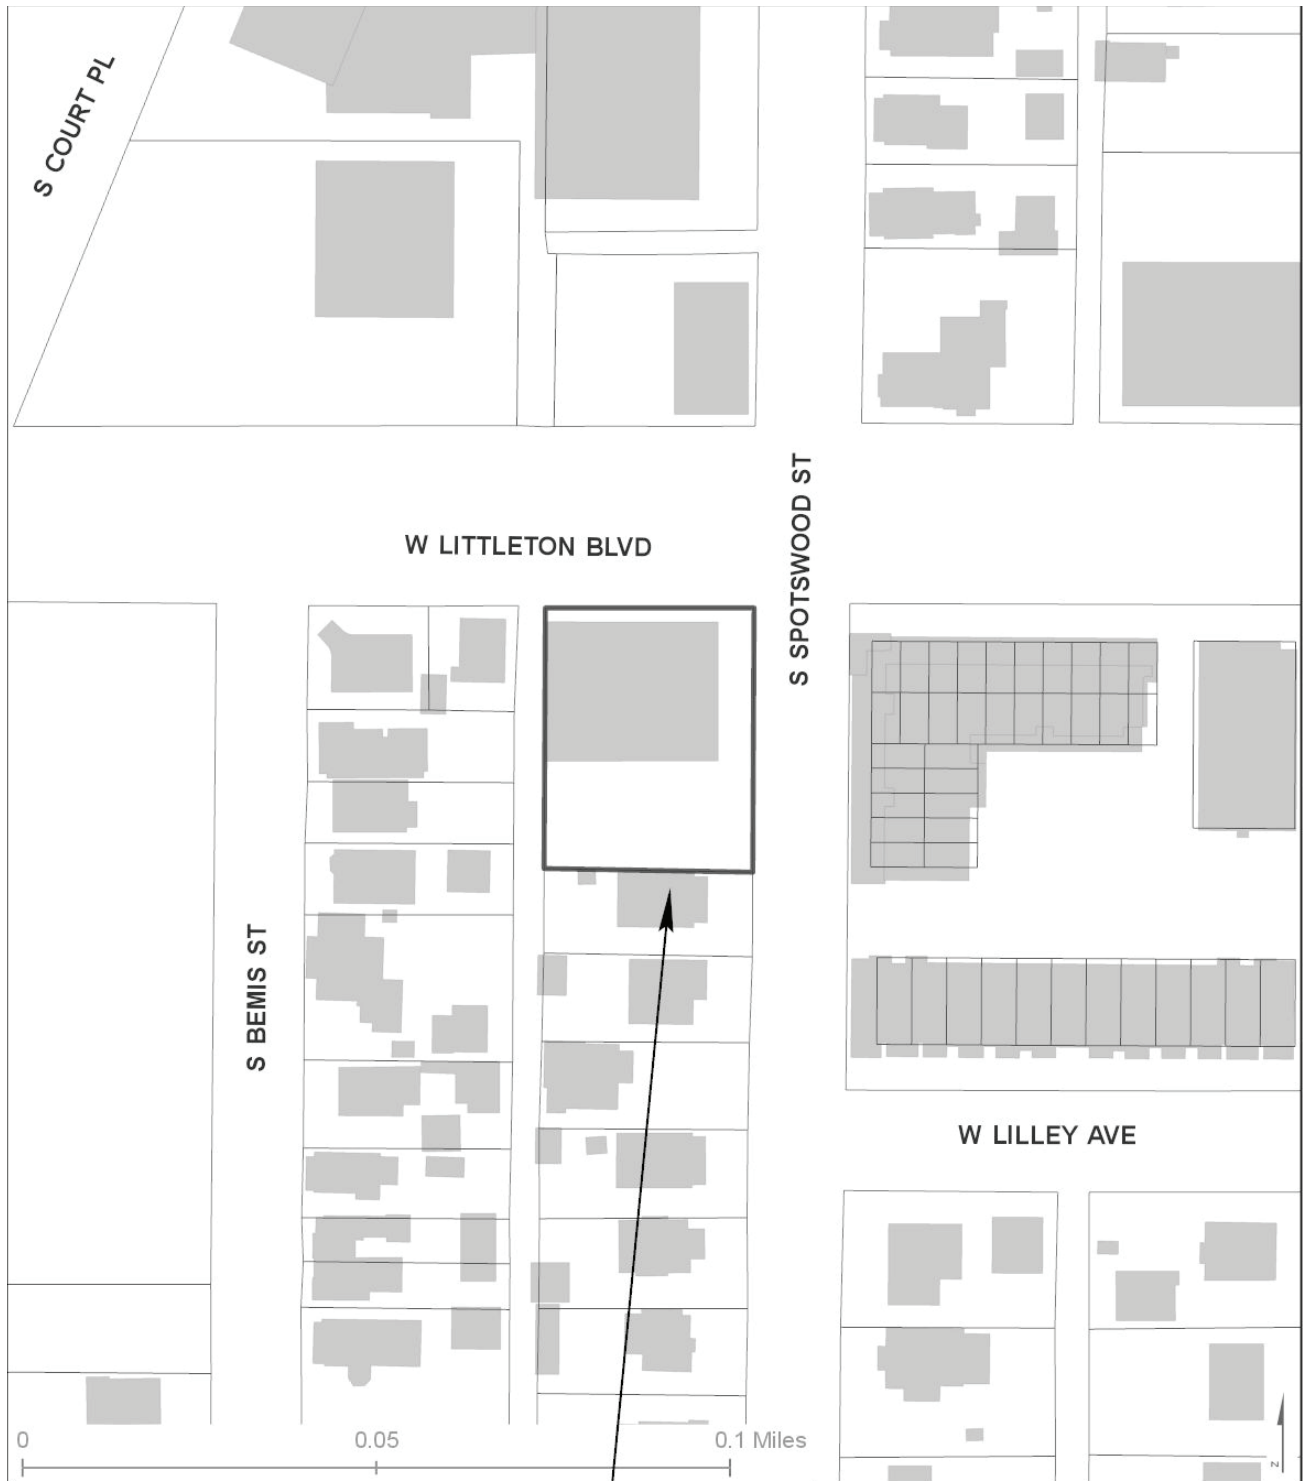 S COURT PL
W LITTLETON BLVD
S SPOTSWOOD ST
S BEMIS ST
W LILLEY AVE
0 0.05 0.1 Miles
N